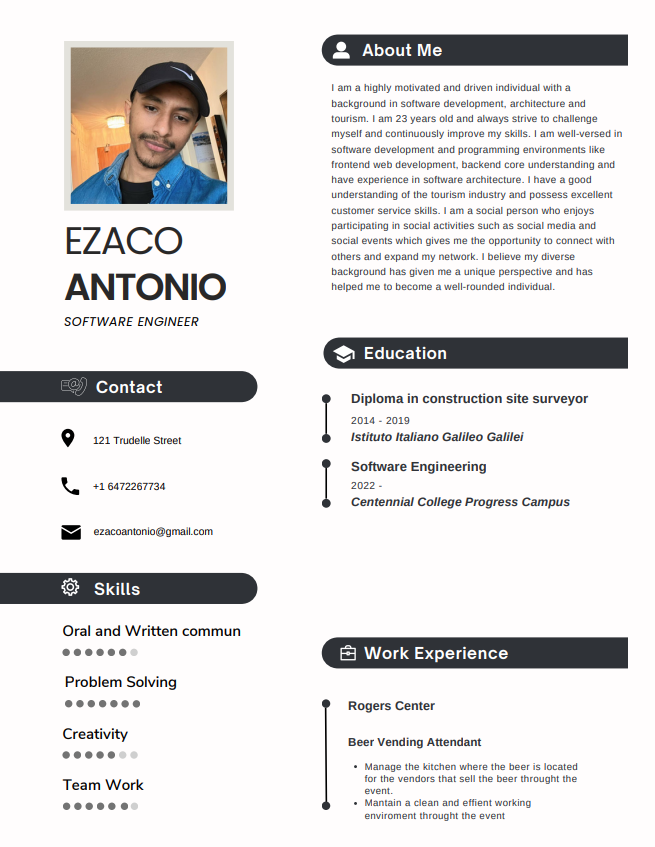 EZACO
ANTONIO
SOFTWARE ENGINEER
Contact
121 Trudelle Street
+1 6472267734
ezacoantonio@gmail.com
Skills
Oral and Written commun
Problem Solving
Creativity
Team Work
About Me
I am a highly motivated and driven individual with a
background in software development, architecture and
tourism. I am 23 years old and always strive to challenge
myself and continuously improve my skills. I am well-versed in
software development and programming environments like
frontend web development, backend core understanding and
have experience in software architecture. I have a good
understanding of the tourism industry and possess excellent
customer service skills. I am a social person who enjoys
participating in social activities such as social media and
social events which gives me the opportunity to connect with
others and expand my network. I believe my diverse
background has given me a unique perspective and has
helped me to become a well-rounded individual.
Education
Diploma in construction site surveyor
2014 - 2019
Istituto Italiano Galileo Galilei
Software Engineering
2022 -
Centennial College Progress Campus
Work Experience
Rogers Center
Beer Vending Attendant
• Manage the kitchen where the beer is located
for the vendors that sell the beer throught the
event.
• Mantain a clean and effient working
enviroment throught the event